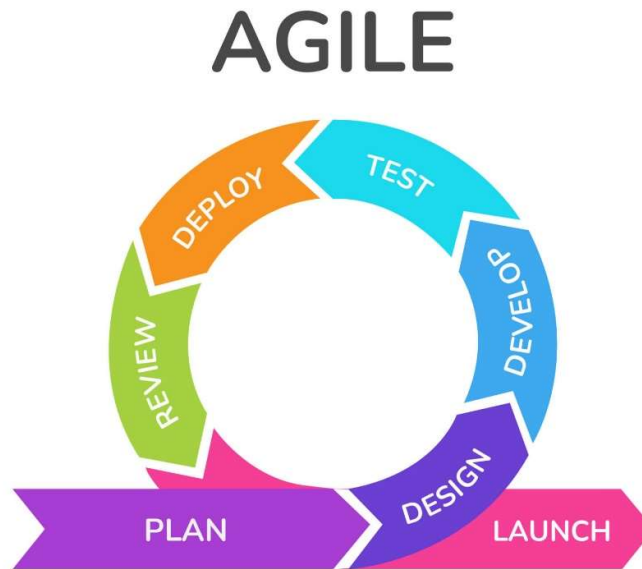 AGILE
PLAN
DESIGN
DEVELOP
TEST
DEPLOY
REVIEW
LAUNCH